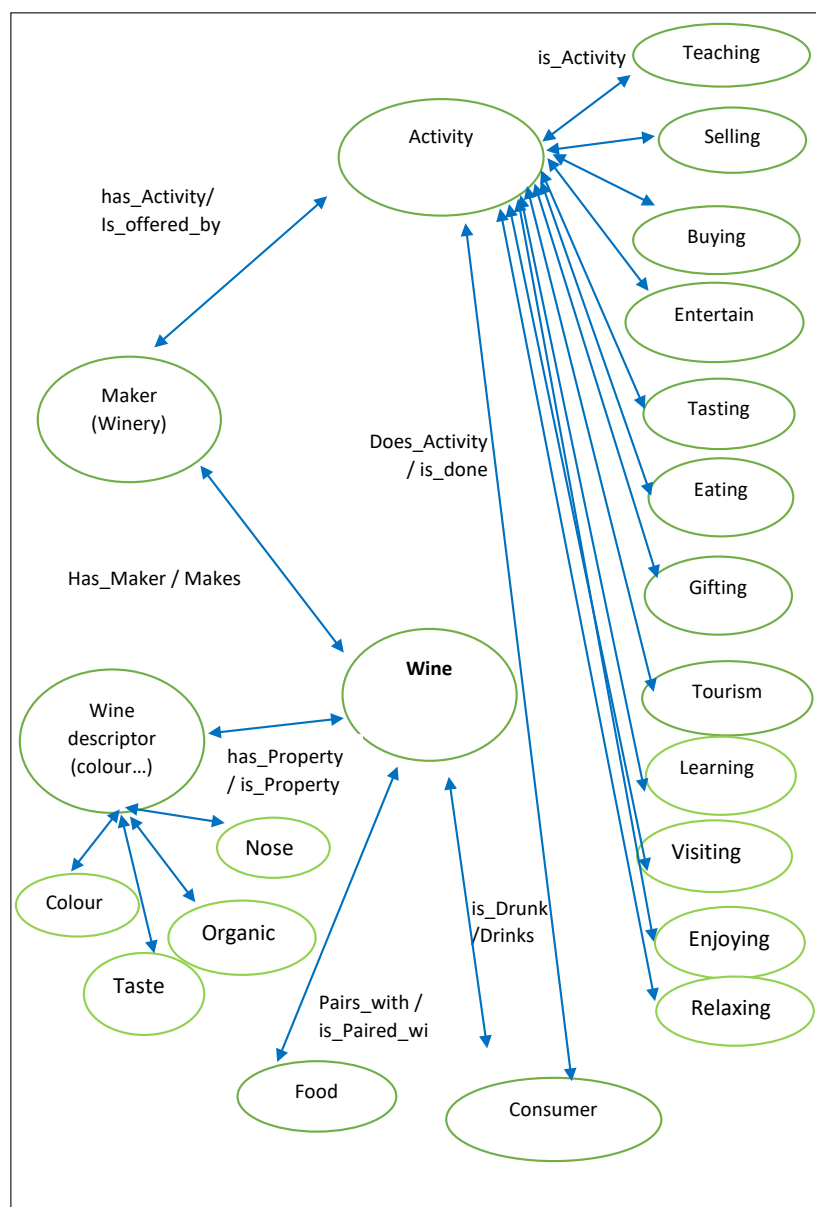 Teaching
is_Activity
Activity
Selling
has_Activity/
Is_offered_by
Buying
Entertain
Maker
(Winery)
Tasting
Does_Activity
/ is_done
Eating
Has_Maker / Makes
Gifting
Wine
Tourism
Wine
descriptor
(colour...)
has_Property
/ is_Property
Learning
Nose
Visiting
Colour
is_Drunk
/Drinks
Organic
Enjoying
Taste
Pairs_with /
is_Paired_wi
Relaxing
Food
Consumer